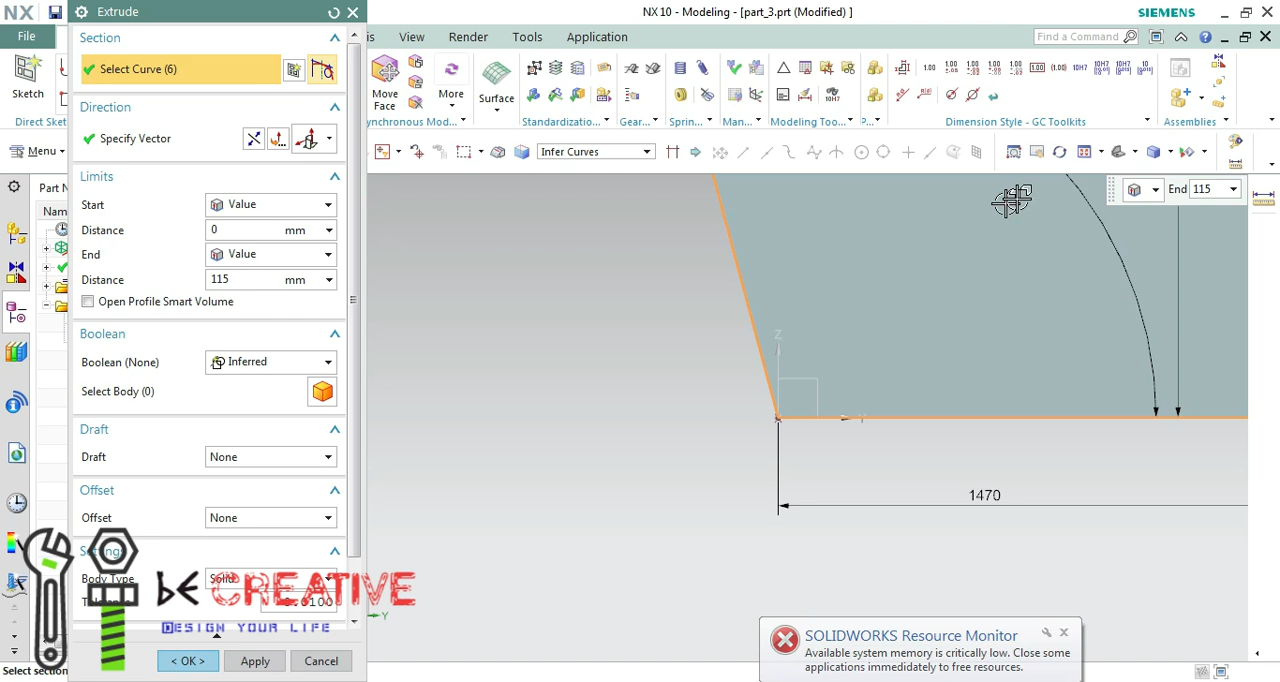 NX
Extrude
NX 10 - Modeling - [part_3.prt (Modified) ]
SIEMENS
File
View
Render
Tools
Application
Find a Command
Section
Select Curve (6)
Direction
Specify Vector
Limits
Start
Value
Distance
0
mm
End
Value
Distance
115
mm
Open Profile Smart Volume
Boolean
Boolean (None)
Inferred
Select Body (0)
Draft
Draft
None
Offset
Offset
None
Settings
Body Type
Solid
< OK >
Apply
Cancel
Sketch
Direct Sket
Menu
Part N
Nam
Select section
Move
Face
More
Surface
ynchronous Mod...
Standardization...
Gear...
Sprin...
Man...
Modeling Too...
P...
Dimension Style - GC Toolkits
Assemblies
Infer Curves
End
115
Z
Y
1470
Y
BE CREATIVE
DESIGN YOUR LIFE
SOLIDWORKS Resource Monitor
Available system memory is critically low. Close some
applications immediately to free resources.